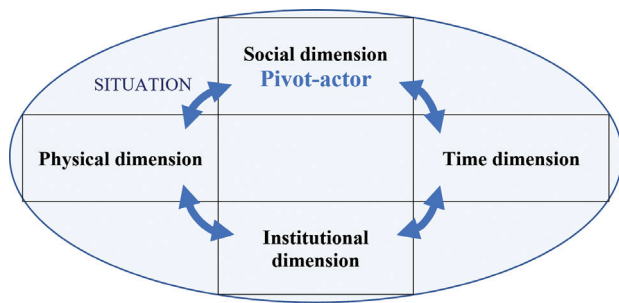 Social dimension
Pivot-actor
SITUATION
Physical dimension
Time dimension
Institutional
dimension